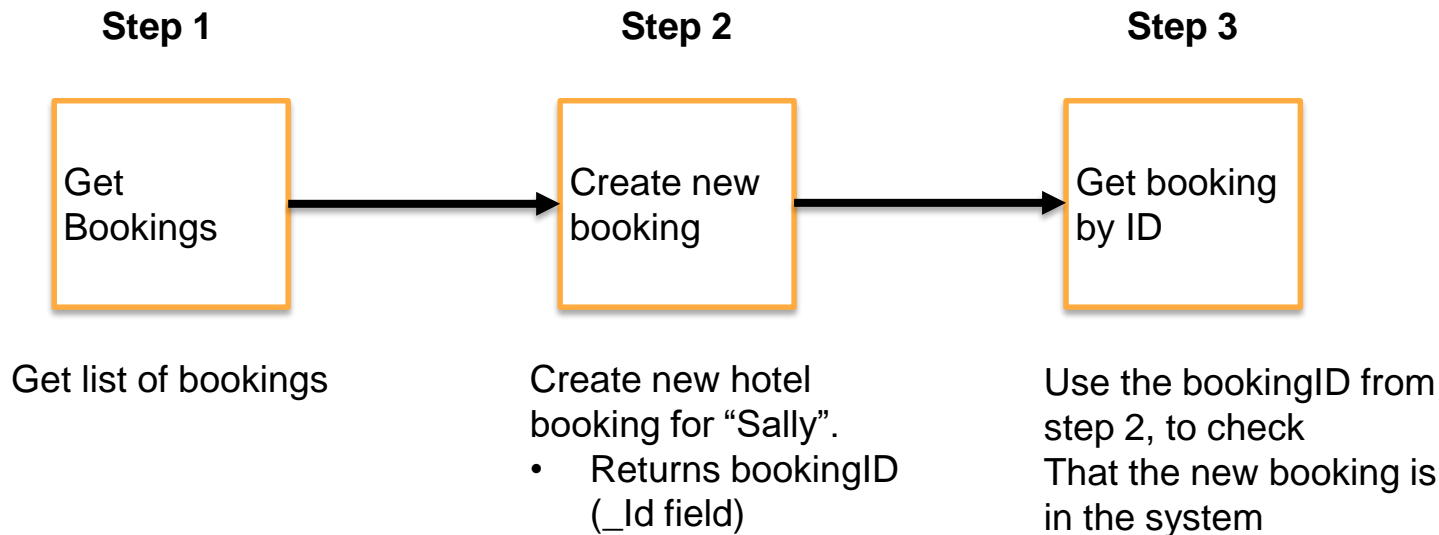 Step 1
Step 2
Step 3
Get
Bookings
Create new
booking
Get booking
by ID
Get list of bookings
Create new hotel
booking for “Sally”.
• Returns bookingID
(_Id field)
Use the bookingID from
step 2, to check
That the new booking is
in the system